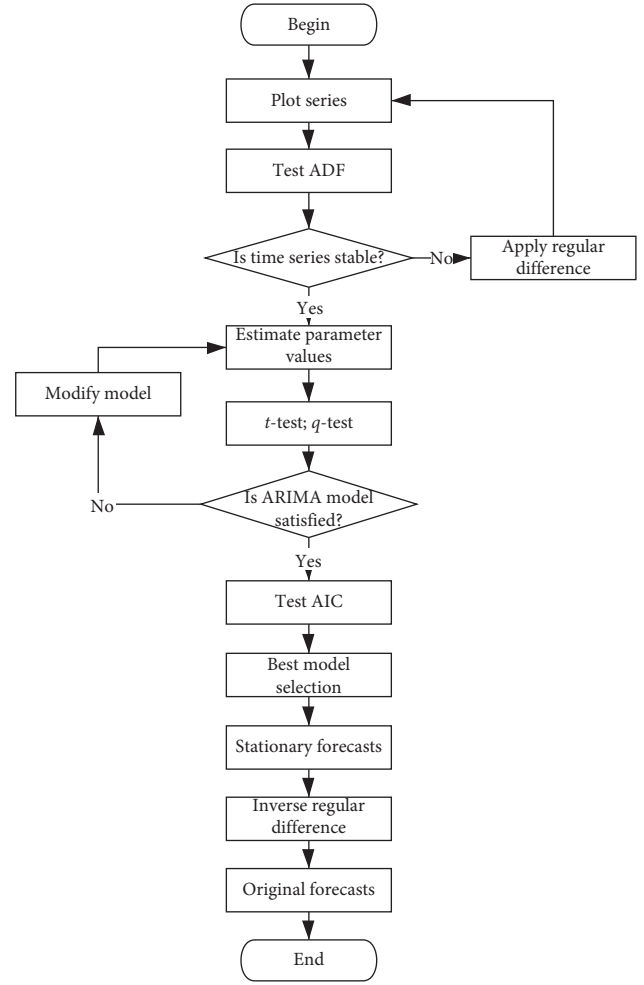 Begin
Plot series
Test ADF
Is time series stable?
No
Apply regular
difference
Yes
Estimate parameter
values
Modify model
t-test; q-test
Is ARIMA model
satisfied?
No
Yes
Test AIC
Best model
selection
Stationary forecasts
Inverse regular
difference
Original forecasts
End